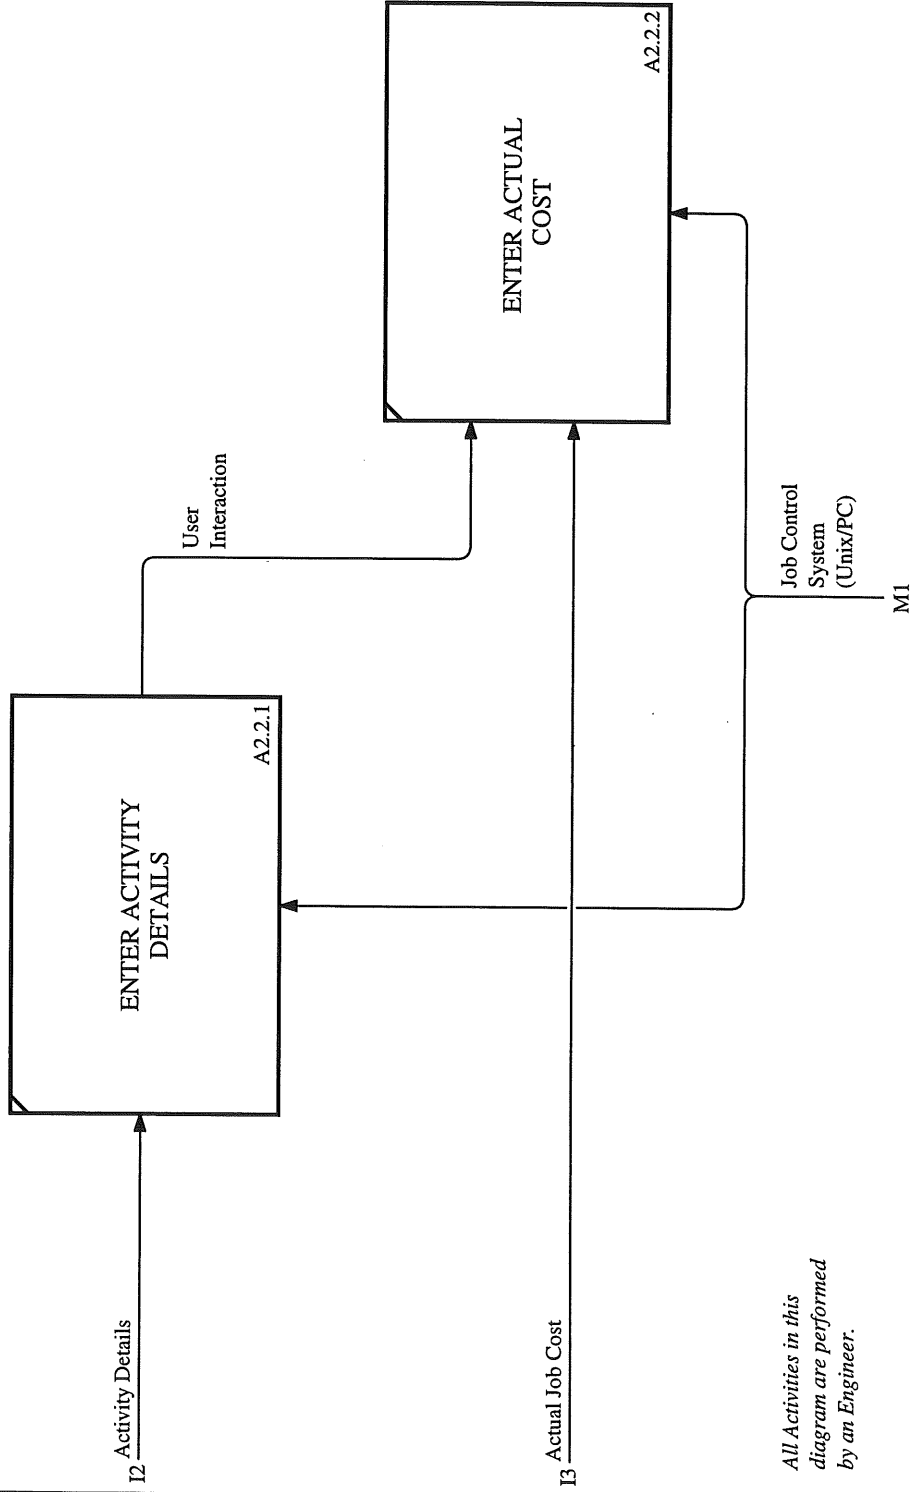 I2 Activity Details
ENTER ACTIVITY
DETAILS
A2.2.1
User
Interaction
ENTER ACTUAL
COST
A2.2.2
I3 Actual Job Cost
Job Control
System
(Unix/PC)
M1
All Activities in this
diagram are performed
by an Engineer.